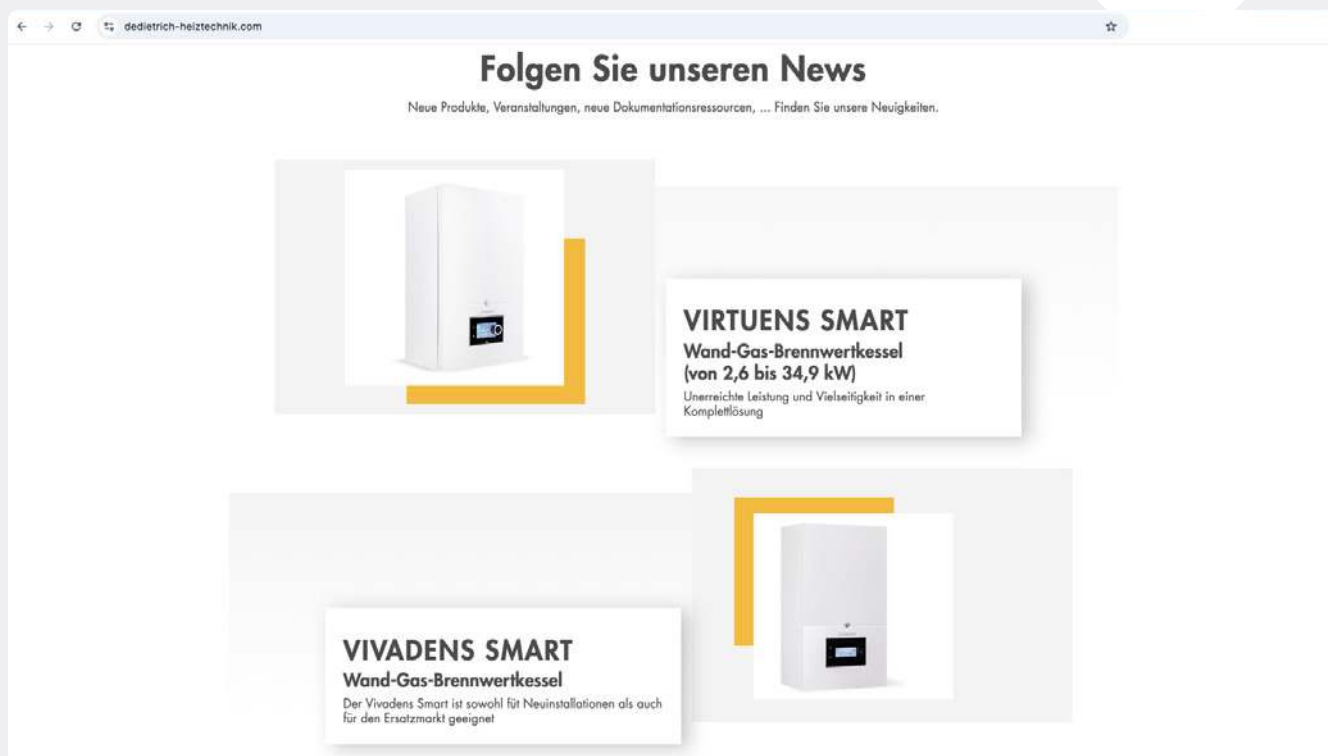 dedietrich-heiztechnik.com
Folgen Sie unseren News
Neue Produkte, Veranstaltungen, neue Dokumentationsressourcen, ... Finden Sie unsere Neuigkeiten.
VIRTUENS SMART
Wand-Gas-Brennwertkessel
(von 2,6 bis 34,9 kW)
Unerreichte Leistung und Vielseitigkeit in einer
Komplettlösung
VIVADENS SMART
Wand-Gas-Brennwertkessel
Der Vivadens Smart ist sowohl für Neuinstallationen als auch
für den Ersatzmarkt geeignet